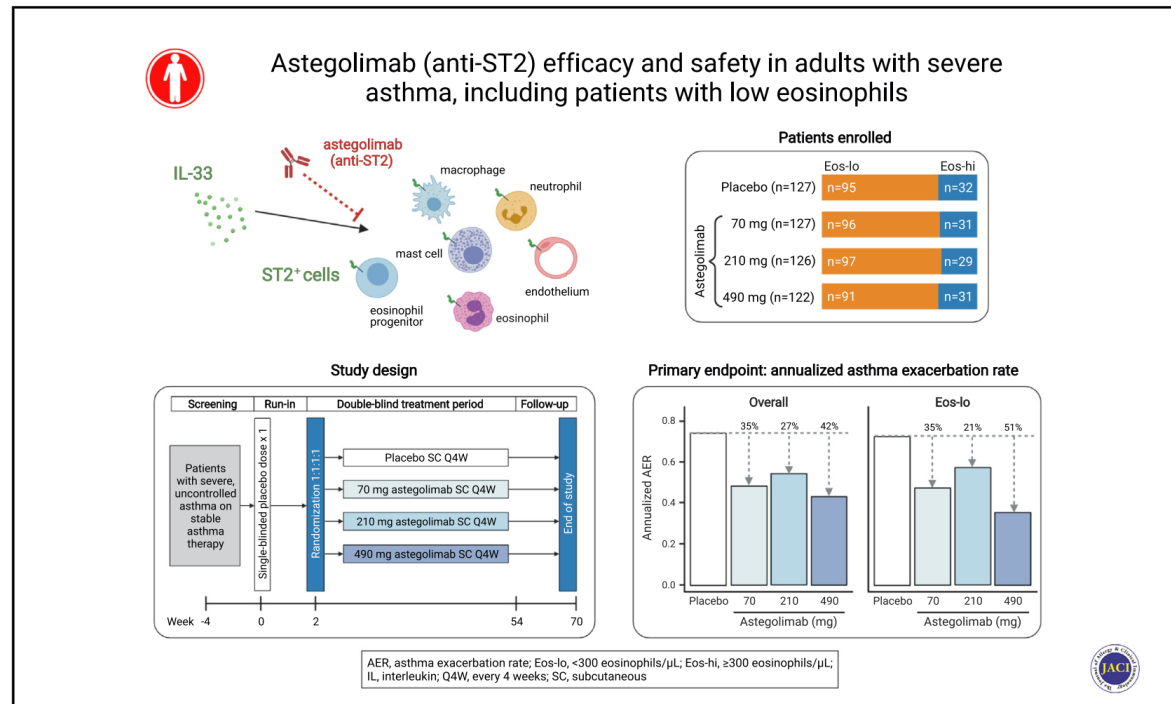 Astegolimab (anti-ST2) efficacy and safety in adults with severe
asthma, including patients with low eosinophils
IL-33
astegolimab
(anti-ST2)
macrophage
neutrophil
mast cell
ST2⁺ cells
endothelium
eosinophil
progenitor
eosinophil
Patients enrolled
Eos-lo Eos-hi
Placebo (n=127) n=95 n=32
Astegolimab
70 mg (n=127) n=96 n=31
210 mg (n=126) n=97 n=29
490 mg (n=122) n=91 n=31
Study design
Screening Run-in Double-blind treatment period Follow-up
Patients
with severe,
uncontrolled
asthma on
stable
asthma
therapy
Single-blinded placebo dose x 1
Randomization 1:1:1:1
Placebo SC Q4W
70 mg astegolimab SC Q4W
210 mg astegolimab SC Q4W
490 mg astegolimab SC Q4W
End of study
Week -4 0 2 54 70
Primary endpoint: annualized asthma exacerbation rate
Overall
Annualized AER
0.8
0.6
0.4
0.2
0.0
35% 27% 42%
Placebo 70 210 490
Astegolimab (mg)
Eos-lo
35% 21% 51%
Placebo 70 210 490
Astegolimab (mg)
AER, asthma exacerbation rate; Eos-lo, <300 eosinophils/µL; Eos-hi, ≥300 eosinophils/µL;
IL, interleukin; Q4W, every 4 weeks; SC, subcutaneous
The Journal of Allergy & Clinical Immunology
JACI